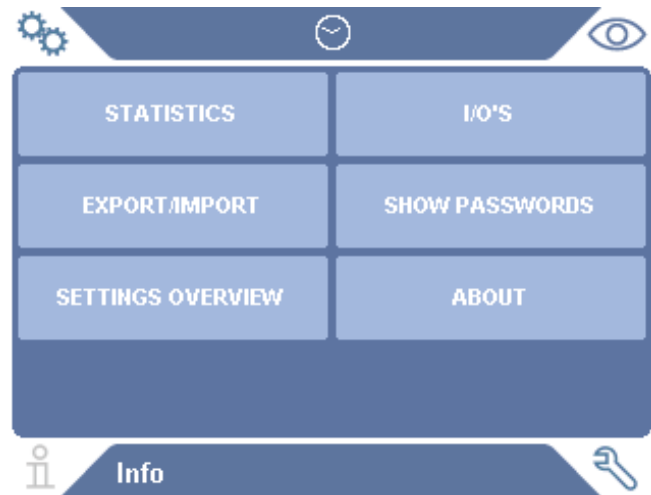 STATISTICS
I/O'S
EXPORT/IMPORT
SHOW PASSWORDS
SETTINGS OVERVIEW
ABOUT
Info